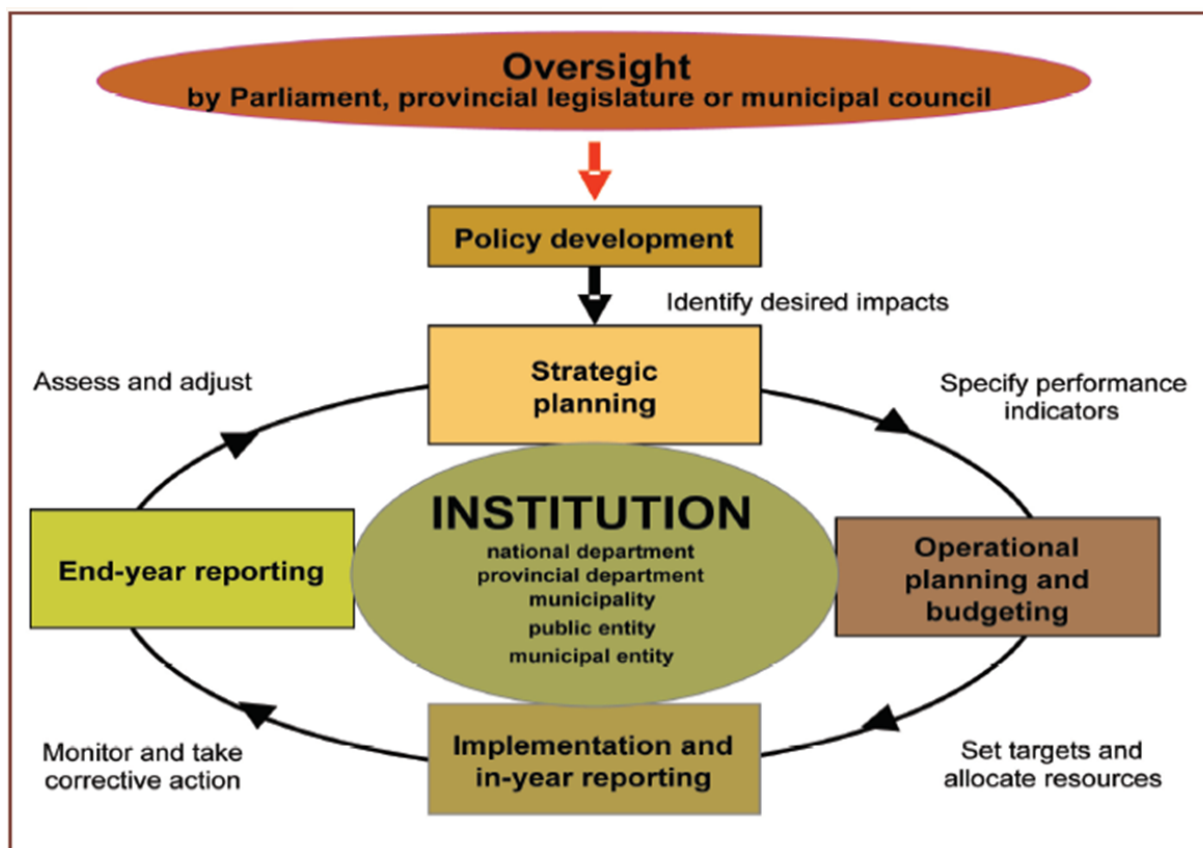 Oversight
by Parliament, provincial legislature or municipal council
Policy development
Identify desired impacts
Strategic
planning
Assess and adjust
Specify performance
indicators
INSTITUTION
national department
provincial department
municipality
public entity
municipal entity
End-year reporting
Operational
planning and
budgeting
Implementation and
in-year reporting
Monitor and take
corrective action
Set targets and
allocate resources